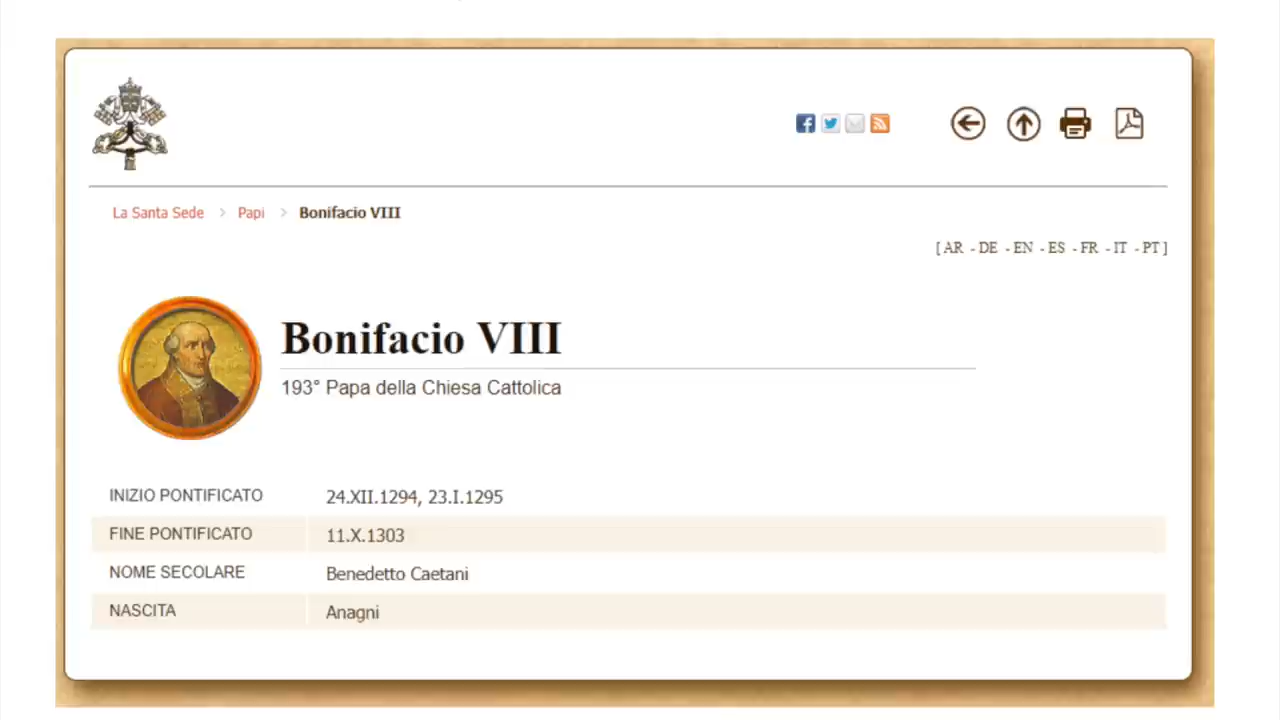 La Santa Sede > Papi > Bonifacio VIII
[ AR - DE - EN - ES - FR - IT - PT ]
Bonifacio VIII
193° Papa della Chiesa Cattolica
INIZIO PONTIFICATO 24.XII.1294, 23.I.1295
FINE PONTIFICATO 11.X.1303
NOME SECOLARE Benedetto Caetani
NASCITA Anagni